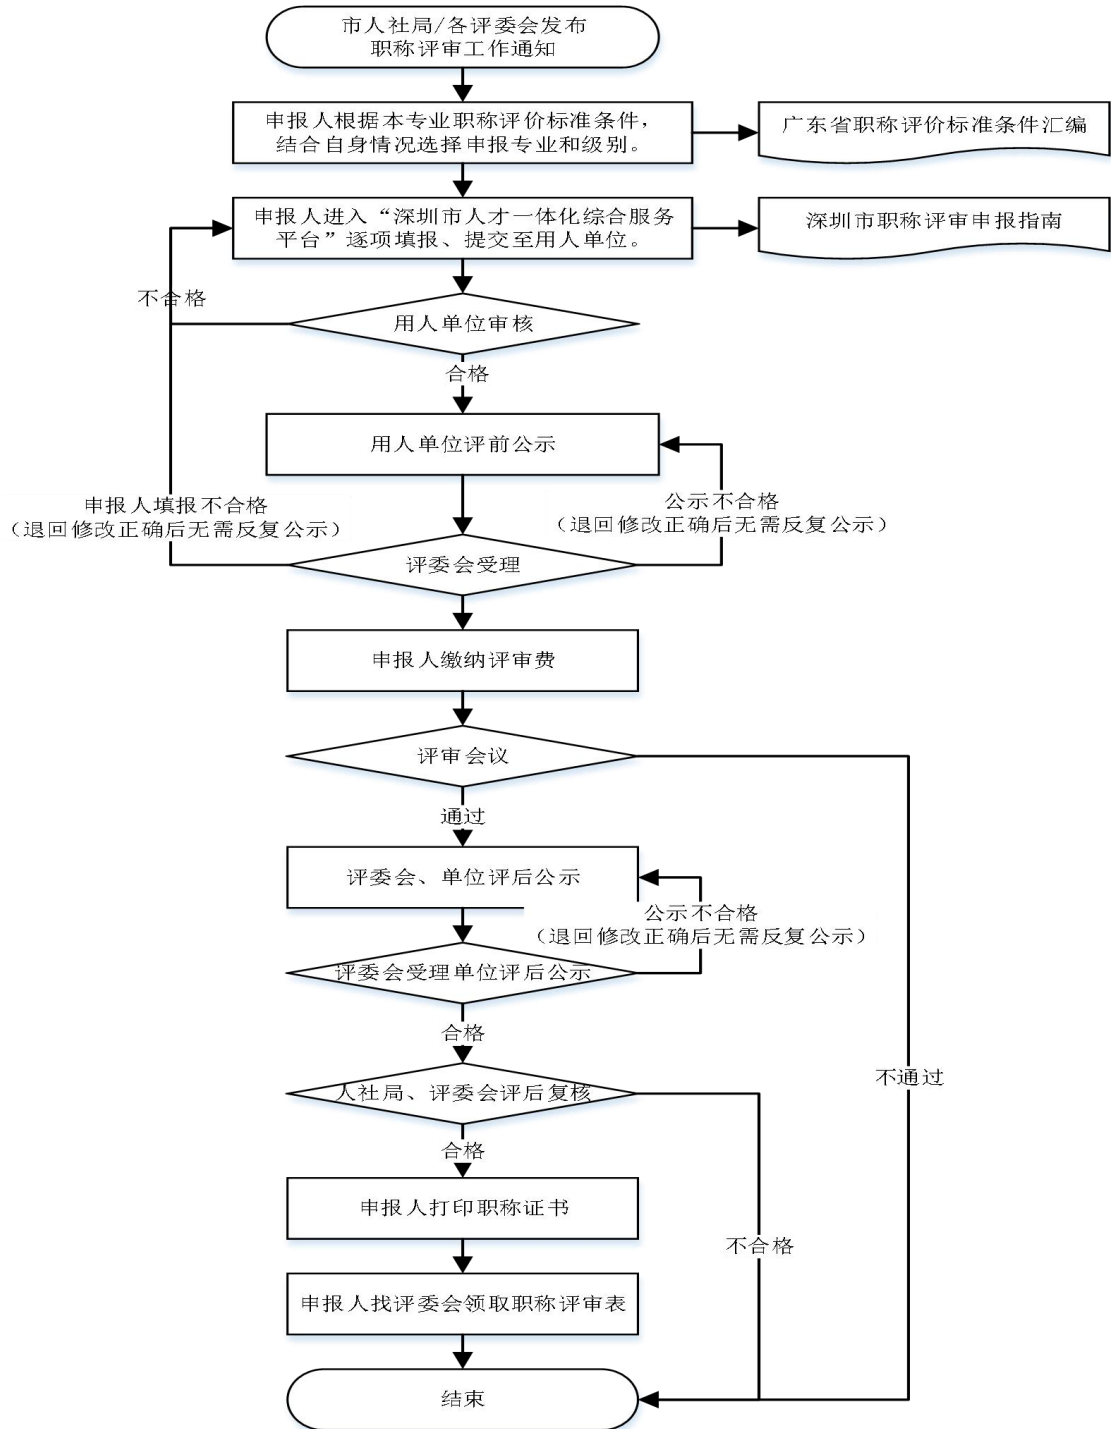 市人社局/各评委会发布
职称评审工作通知
申报人根据本专业职称评价标准条件，
结合自身情况选择申报专业和级别。
广东省职称评价标准条件汇编
申报人进入“深圳市人才一体化综合服务
平台”逐项填报、提交至用人单位。
深圳市职称评审申报指南
不合格
用人单位审核
合格
用人单位评前公示
申报人填报不合格
（退回修改正确后无需反复公示）
公示不合格
（退回修改正确后无需反复公示）
评委会受理
申报人缴纳评审费
评审会议
通过
评委会、单位评后公示
公示不合格
（退回修改正确后无需反复公示）
评委会受理单位评后公示
合格
不通过
人社局、评委会评后复核
合格
申报人打印职称证书
不合格
申报人找评委会领取职称评审表
结束